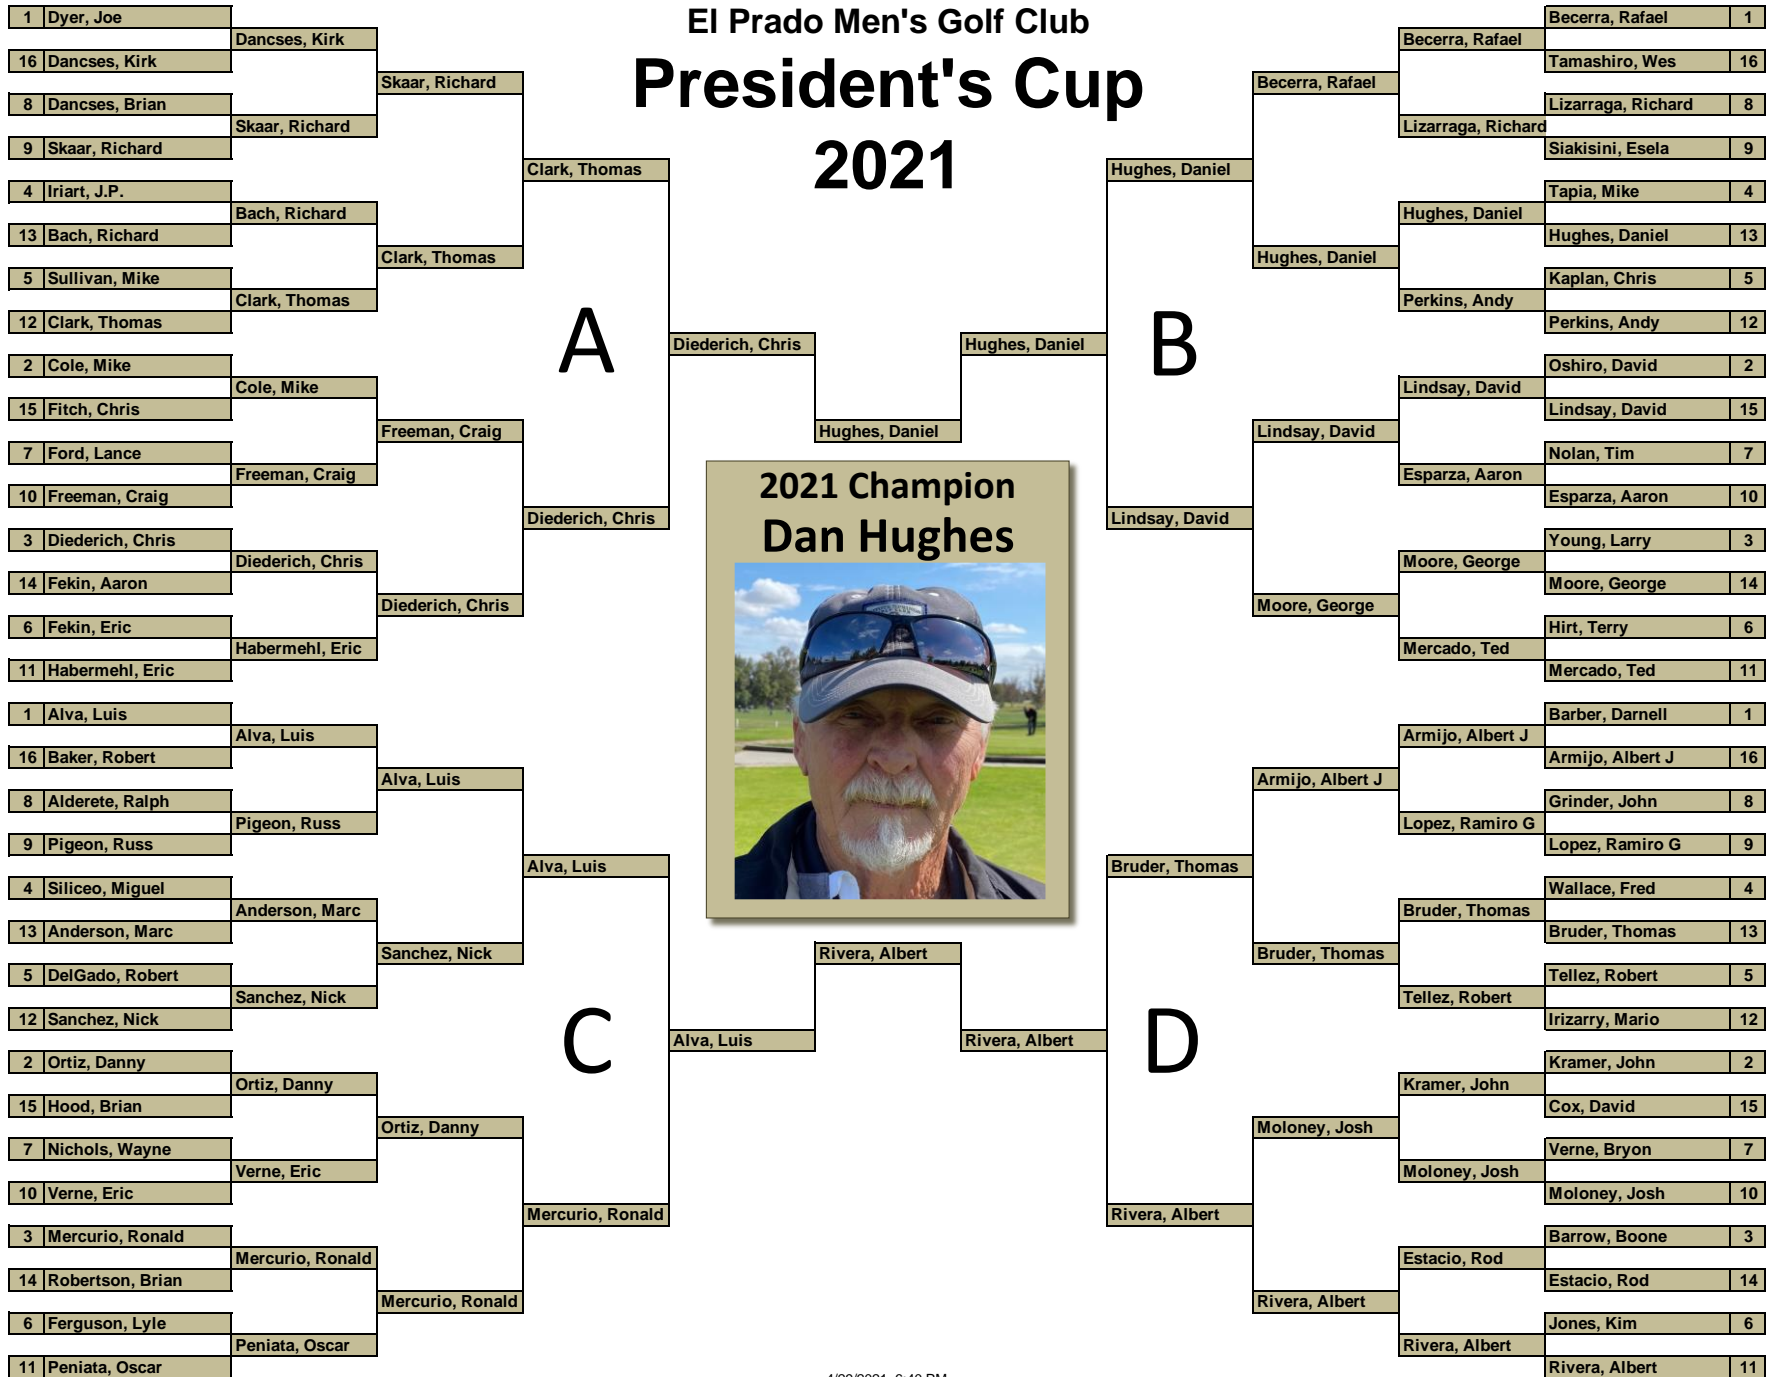 El Prado Men's Golf Club
President's Cup
2021
1 Dyer, Joe
16 Dancses, Kirk
8 Dancses, Brian
9 Skaar, Richard
4 Iriart, J.P.
13 Bach, Richard
5 Sullivan, Mike
12 Clark, Thomas
2 Cole, Mike
15 Fitch, Chris
7 Ford, Lance
10 Freeman, Craig
3 Diederich, Chris
14 Fekin, Aaron
6 Fekin, Eric
11 Habermehl, Eric
1 Alva, Luis
16 Baker, Robert
8 Alderete, Ralph
9 Pigeon, Russ
4 Siliceo, Miguel
13 Anderson, Marc
5 DelGado, Robert
12 Sanchez, Nick
2 Ortiz, Danny
15 Hood, Brian
7 Nichols, Wayne
10 Verne, Eric
3 Mercurio, Ronald
14 Robertson, Brian
6 Ferguson, Lyle
11 Peniata, Oscar
Dancses, Kirk
Skaar, Richard
Bach, Richard
Clark, Thomas
Cole, Mike
Freeman, Craig
Diederich, Chris
Habermehl, Eric
Alva, Luis
Pigeon, Russ
Anderson, Marc
Sanchez, Nick
Ortiz, Danny
Verne, Eric
Mercurio, Ronald
Peniata, Oscar
Skaar, Richard
Clark, Thomas
Freeman, Craig
Diederich, Chris
Alva, Luis
Sanchez, Nick
Ortiz, Danny
Mercurio, Ronald
Clark, Thomas
A
Diederich, Chris
Alva, Luis
C
Mercurio, Ronald
Diederich, Chris
Alva, Luis
Hughes, Daniel
2021 Champion
Dan Hughes
Rivera, Albert
Hughes, Daniel
Rivera, Albert
Hughes, Daniel
B
Lindsay, David
Bruder, Thomas
D
Rivera, Albert
Becerra, Rafael
Hughes, Daniel
Lindsay, David
Moore, George
Armijo, Albert J
Bruder, Thomas
Moloney, Josh
Rivera, Albert
Becerra, Rafael
Lizarraga, Richard
Hughes, Daniel
Perkins, Andy
Lindsay, David
Esparza, Aaron
Moore, George
Mercado, Ted
Armijo, Albert J
Lopez, Ramiro G
Bruder, Thomas
Tellez, Robert
Kramer, John
Moloney, Josh
Estacio, Rod
Rivera, Albert
Becerra, Rafael 1
Tamashiro, Wes 16
Lizarraga, Richard 8
Siakisini, Esela 9
Tapia, Mike 4
Hughes, Daniel 13
Kaplan, Chris 5
Perkins, Andy 12
Oshiro, David 2
Lindsay, David 15
Nolan, Tim 7
Esparza, Aaron 10
Young, Larry 3
Moore, George 14
Hirt, Terry 6
Mercado, Ted 11
Barber, Darnell 1
Armijo, Albert J 16
Grinder, John 8
Lopez, Ramiro G 9
Wallace, Fred 4
Bruder, Thomas 13
Tellez, Robert 5
Irizarry, Mario 12
Kramer, John 2
Cox, David 15
Verne, Bryon 7
Moloney, Josh 10
Barrow, Boone 3
Estacio, Rod 14
Jones, Kim 6
Rivera, Albert 11